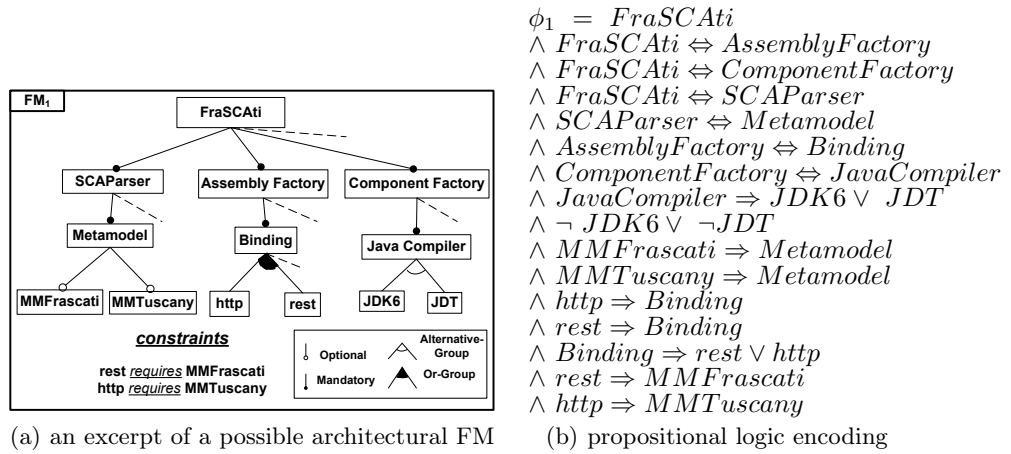 FM₁
FraSCAti
SCAParser
Assembly Factory
Component Factory
Metamodel
Binding
Java Compiler
MMFrascati
MMTuscany
http
rest
JDK6
JDT
constraints
rest requires MMFrascati
http requires MMTuscany
Optional
Mandatory
Alternative-
Group
Or-Group
(a) an excerpt of a possible architectural FM
ϕ₁ = FraSCAti
∧ FraSCAti ⇔ AssemblyFactory
∧ FraSCAti ⇔ ComponentFactory
∧ FraSCAti ⇔ SCAParser
∧ SCAParser ⇔ Metamodel
∧ AssemblyFactory ⇔ Binding
∧ ComponentFactory ⇔ JavaCompiler
∧ JavaCompiler ⇒ JDK6 ∨ JDT
∧ ¬ JDK6 ∨ ¬JDT
∧ MMFrascati ⇒ Metamodel
∧ MMTuscany ⇒ Metamodel
∧ http ⇒ Binding
∧ rest ⇒ Binding
∧ Binding ⇒ rest ∨ http
∧ rest ⇒ MMFrascati
∧ http ⇒ MMTuscany
(b) propositional logic encoding